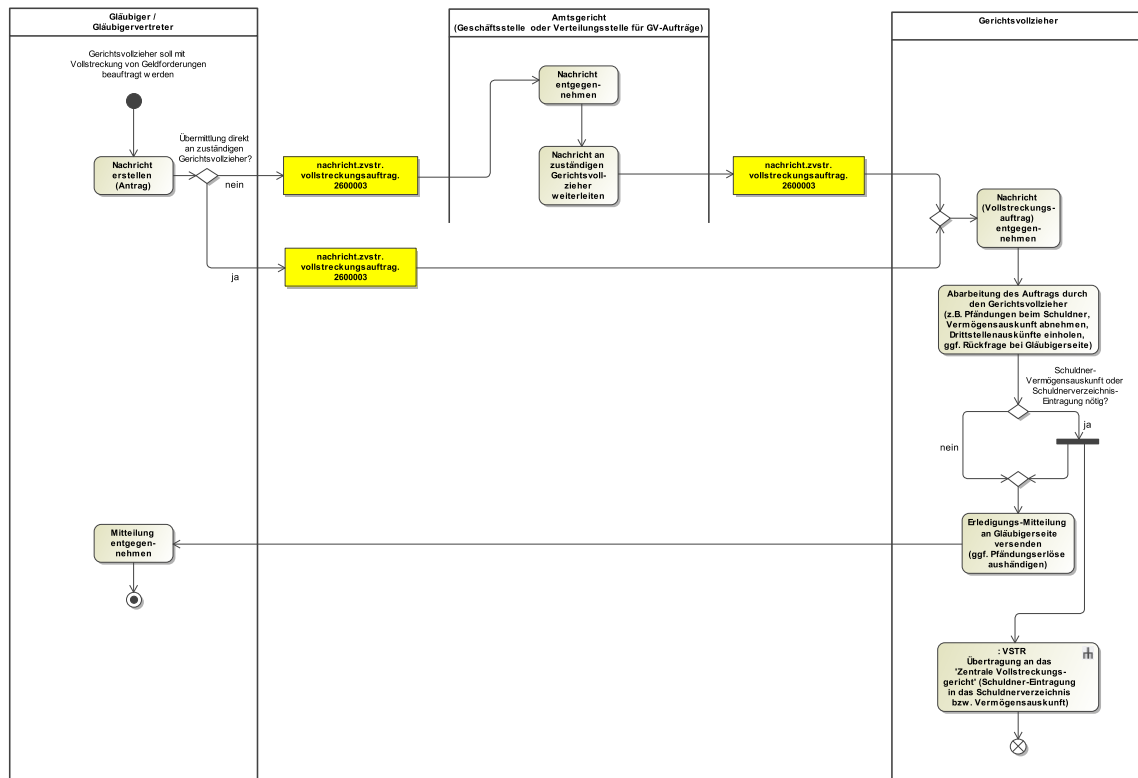 Gläubiger /
Gläubigervertreter
Amtsgericht
(Geschäftsstelle oder Verteilungsstelle für GV-Aufträge)
Gerichtsvollzieher
Gerichtsvollzieher soll mit
Vollstreckung von Geldforderungen
beauftragt werden
Nachricht
erstellen
(Antrag)
Übermittlung direkt
an zuständigen
Gerichtsvollzieher?
nein
ja
nachricht.zvstr.
vollstreckungsauftrag.
2600003
nachricht.zvstr.
vollstreckungsauftrag.
2600003
Nachricht
entgegen-
nehmen
Nachricht an
zuständigen
Gerichtsvoll-
zieher
weiterleiten
nachricht.zvstr.
vollstreckungsauftrag.
2600003
Nachricht
(Vollstreckungs-
auftrag)
entgegen-
nehmen
Abarbeitung des Auftrags durch
den Gerichtsvollzieher
(z.B. Pfändungen beim Schuldner,
Vermögensauskunft abnehmen,
Drittstellenauskünfte einholen,
ggf. Rückfrage bei Gläubigerseite)
Schuldner-
Vermögensauskunft oder
Schuldnerverzeichnis-
Eintragung nötig?
ja
nein
Erledigungs-Mitteilung
an Gläubigerseite
versenden
(ggf. Pfändungserlöse
aushändigen)
Mitteilung
entgegen-
nehmen
: VSTR
Übertragung an das
'Zentrale Vollstreckungs-
gericht' (Schuldner-Eintragung
in das Schuldnerverzeichnis
bzw. Vermögensauskunft)